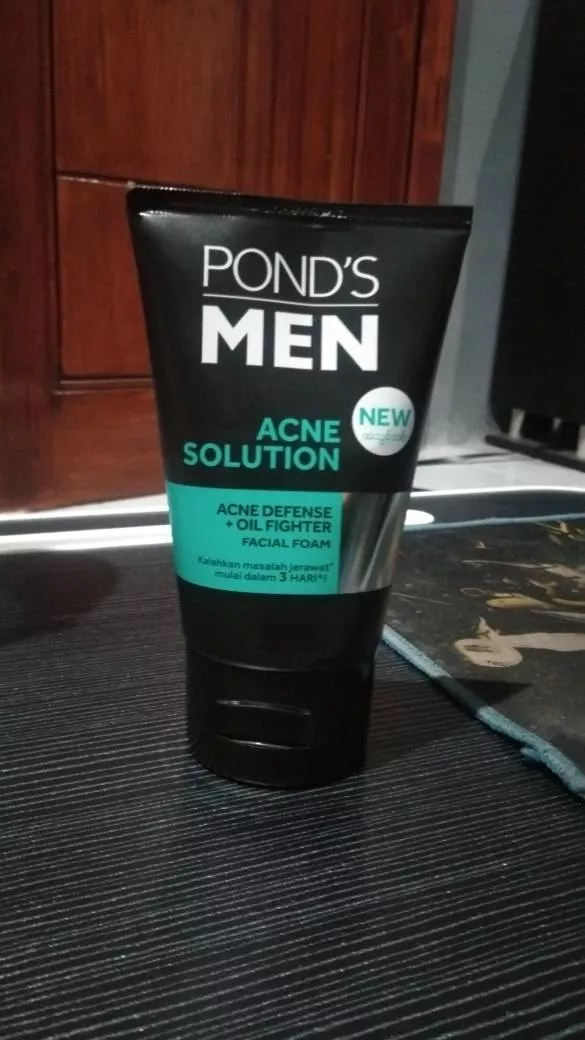 POND'S
MEN
NEW
ACNE
SOLUTION
ACNE DEFENSE
+ OIL FIGHTER
FACIAL FOAM
Kalahkan masalah jerawat*
mulai dalam 3 HARI^!